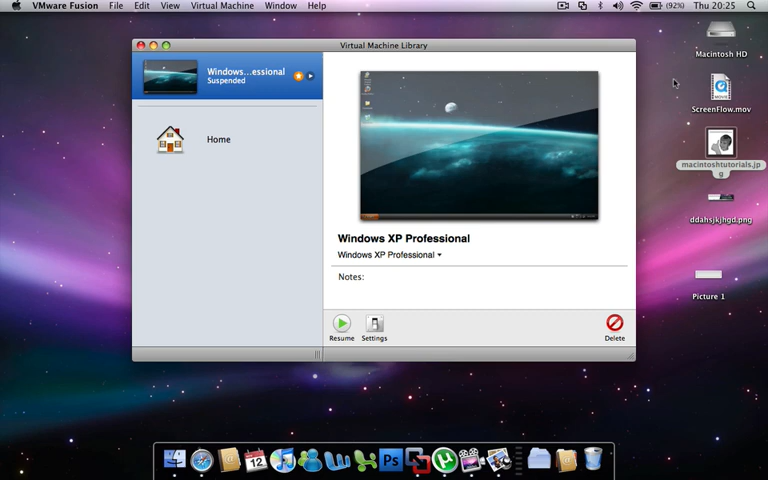 VMware Fusion File Edit View Virtual Machine Window Help (92%) Thu 20:25
Virtual Machine Library
Windows...essional
Suspended
Home
Windows XP Professional
Windows XP Professional
Notes:
Resume Settings Delete
Macintosh HD
ScreenFlow.mov
macintoshtutorials.jp
g
ddahsjkjhgd.png
Picture 1
12
Ps